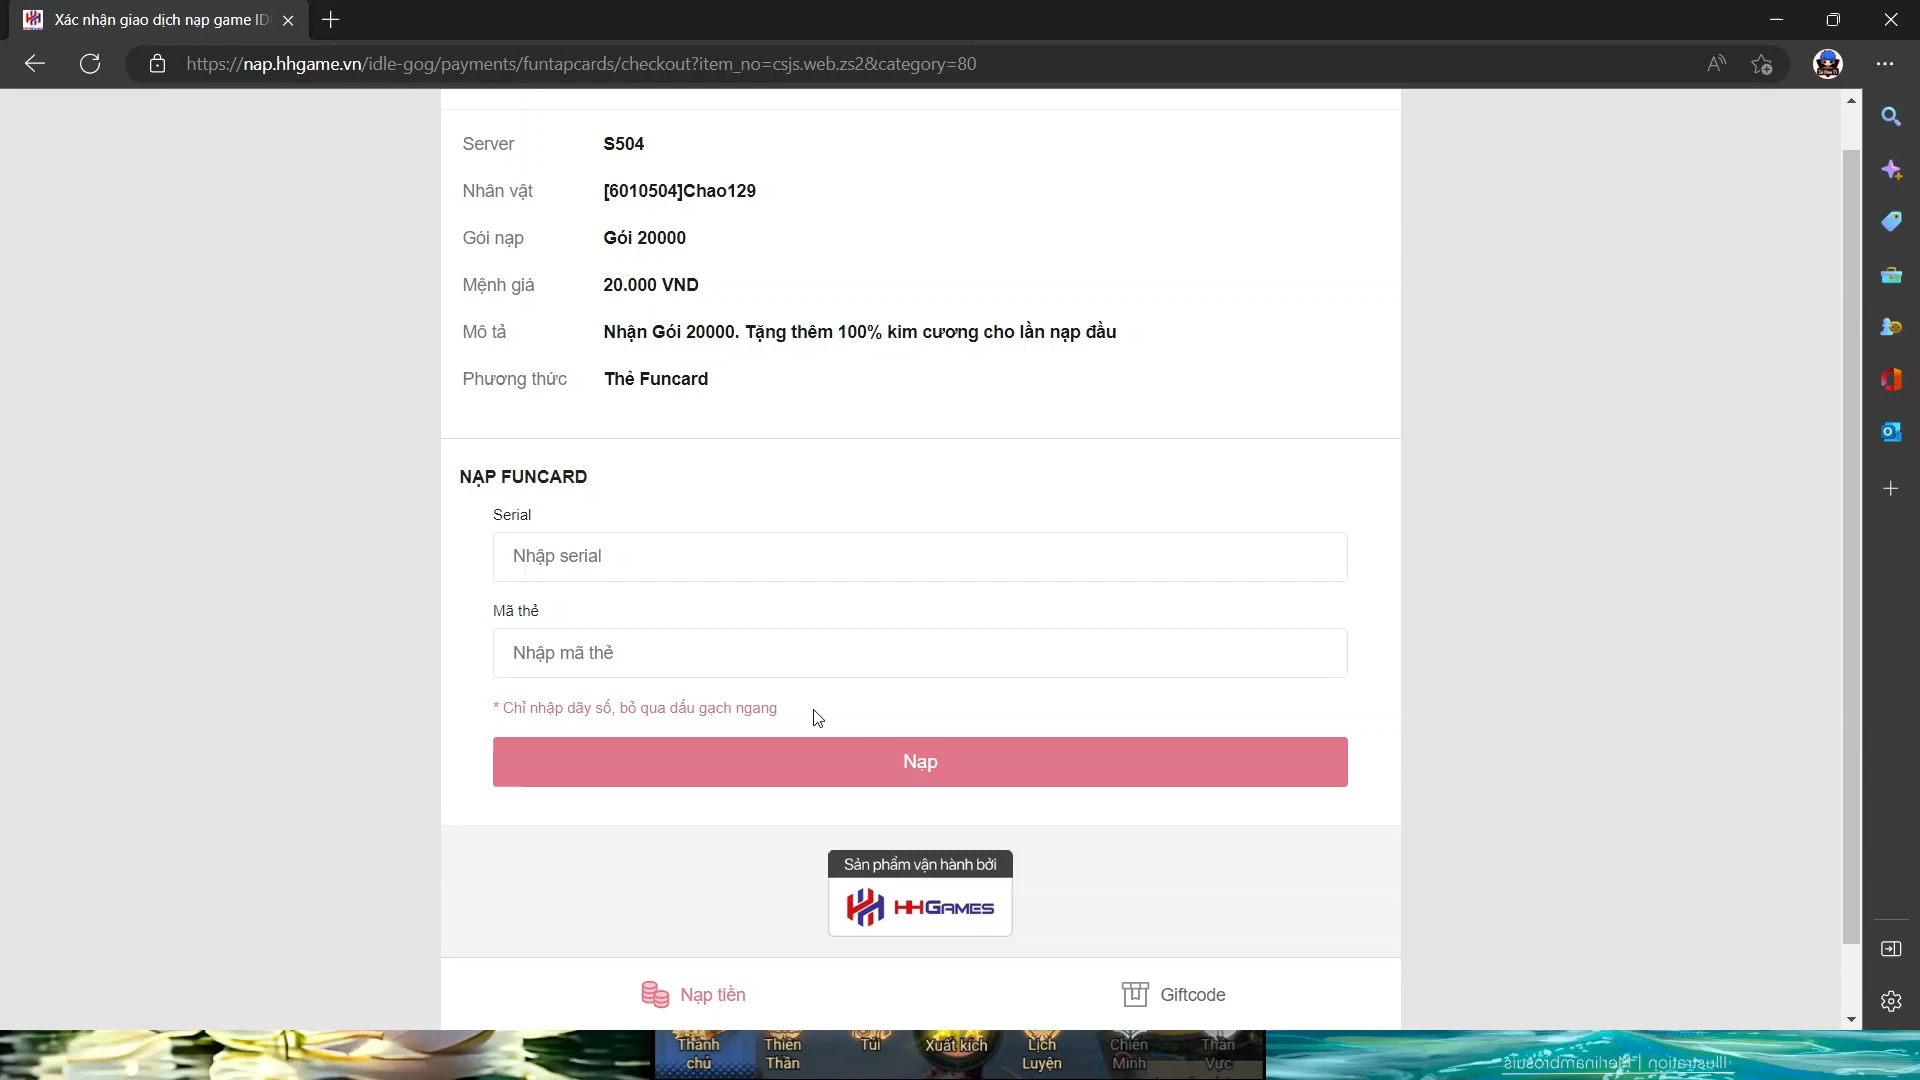 Xác nhận giao dịch nạp game ID
https://nap.hhgame.vn/idle-gog/payments/funtapcards/checkout?item_no=csjs.web.zs2&category=80
Server S504
Nhân vật [6010504]Chao129
Gói nạp Gói 20000
Mệnh giá 20.000 VND
Mô tả Nhận Gói 20000. Tặng thêm 100% kim cương cho lần nạp đầu
Phương thức Thẻ Funcard
NẠP FUNCARD
Serial
Nhập serial
Mã thẻ
Nhập mã thẻ
* Chỉ nhập dãy số, bỏ qua dấu gạch ngang
Nạp
Sản phẩm vận hành bởi
HHGAMES
Nạp tiền Giftcode
Thành chủ
Thiên Thần
Túi
Xuất kích
Lịch Luyện
Chiến Minh
Thần Vực
Illustration | Merlinambrosius